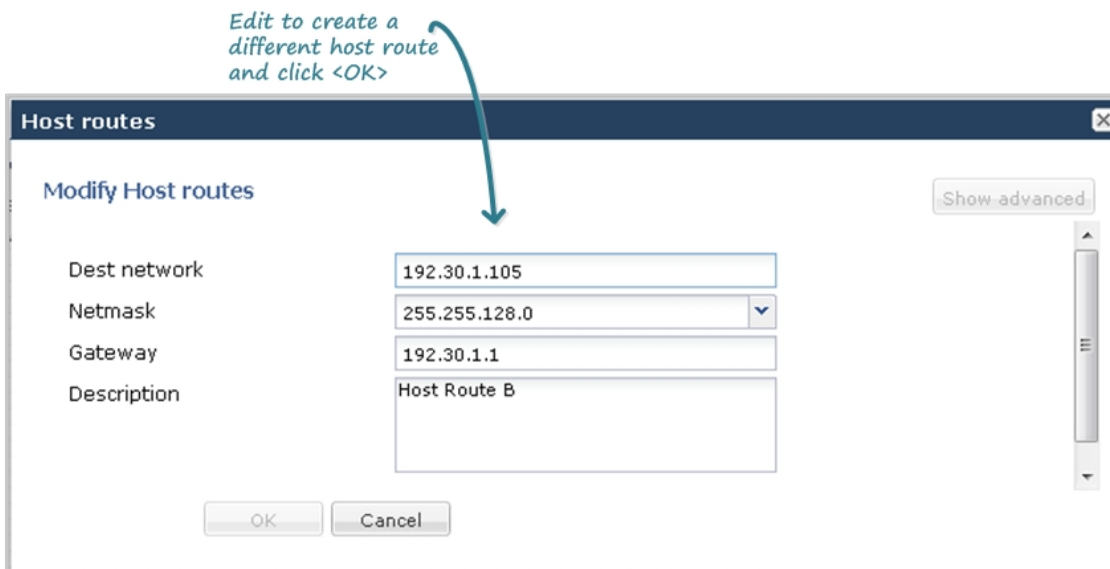 Edit to create a
different host route
and click <OK>
Host routes
Modify Host routes
Show advanced
Dest network
192.30.1.105
Netmask
255.255.128.0
Gateway
192.30.1.1
Description
Host Route B
OK
Cancel